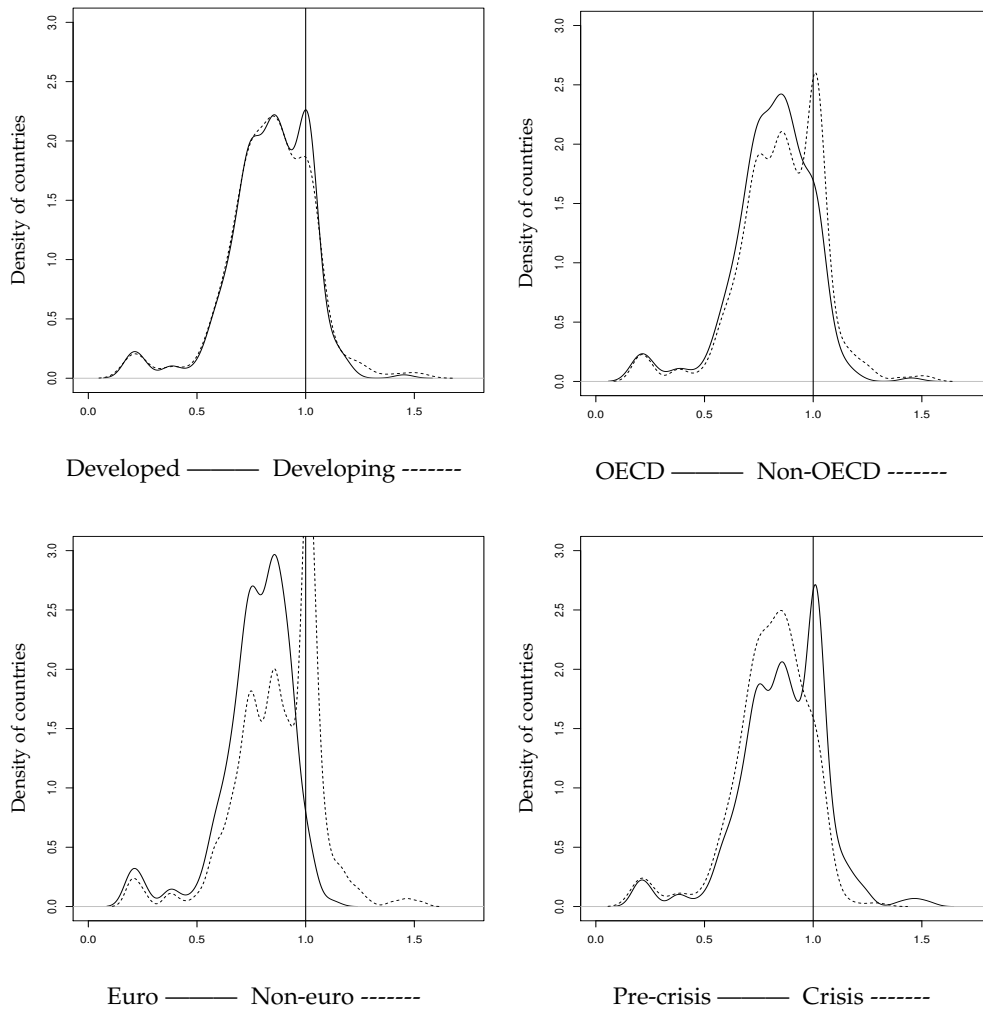 Density of countries
3.0
2.5
2.0
1.5
1.0
0.5
0.0
0.0 0.5 1.0 1.5
Developed ——— Developing -------
Density of countries
3.0
2.5
2.0
1.5
1.0
0.5
0.0
0.0 0.5 1.0 1.5
OECD ——— Non-OECD -------
Density of countries
3.0
2.5
2.0
1.5
1.0
0.5
0.0
0.0 0.5 1.0 1.5
Euro ——— Non-euro -------
Density of countries
3.0
2.5
2.0
1.5
1.0
0.5
0.0
0.0 0.5 1.0 1.5
Pre-crisis ——— Crisis -------